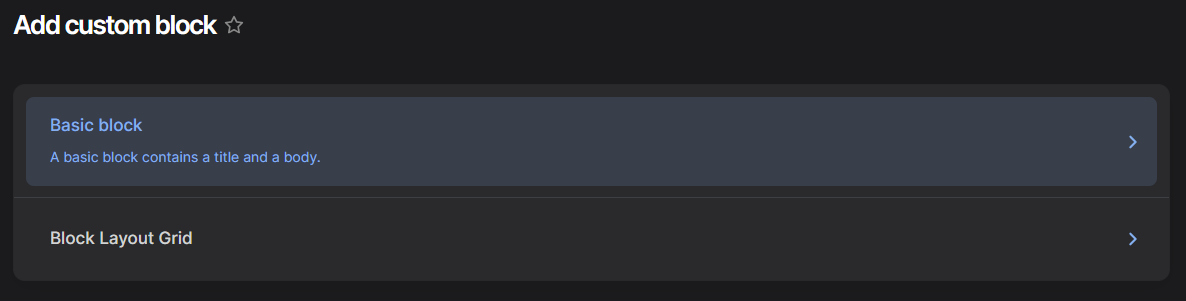 Add custom block
Basic block
A basic block contains a title and a body.
Block Layout Grid